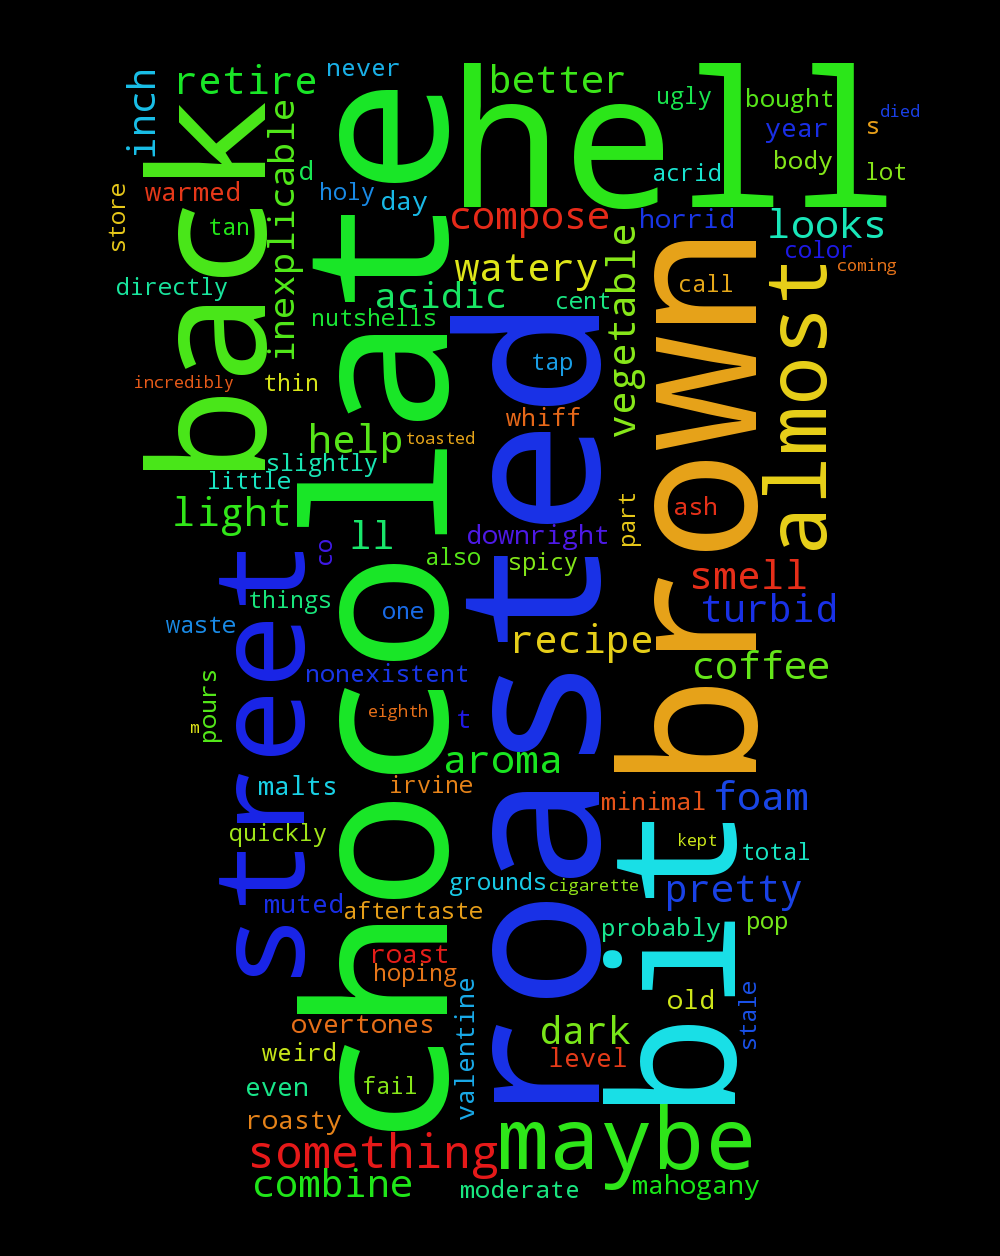 never
better
retire
hell
inch
ugly
bought
died
year
s
back
late
inexplicable
body
lot
acrid
d
holy
day
warmed
store
tan
compose
horrid
looks
color
coming
watery
vegetable
call
directly
acidic
cent
nutshells
brown
almost
choco
roasted
tap
incredibly
thin
whiff
help
toasted
slightly
little
light
part
ash
ll
co
also
downright
spicy
smell
street
things
one
turbid
waste
recipe
nonexistent
coffee
pours
m
eighth
t
aroma
malts
irvine
minimal
foam
quickly
kept
total
bit
grounds
cigarette
pretty
muted
aftertaste
probably
pop
roast
hoping
old
stale
valentine
overtones
dark
weird
level
even
fail
roasty
something
maybe
combine
moderate
mahogany